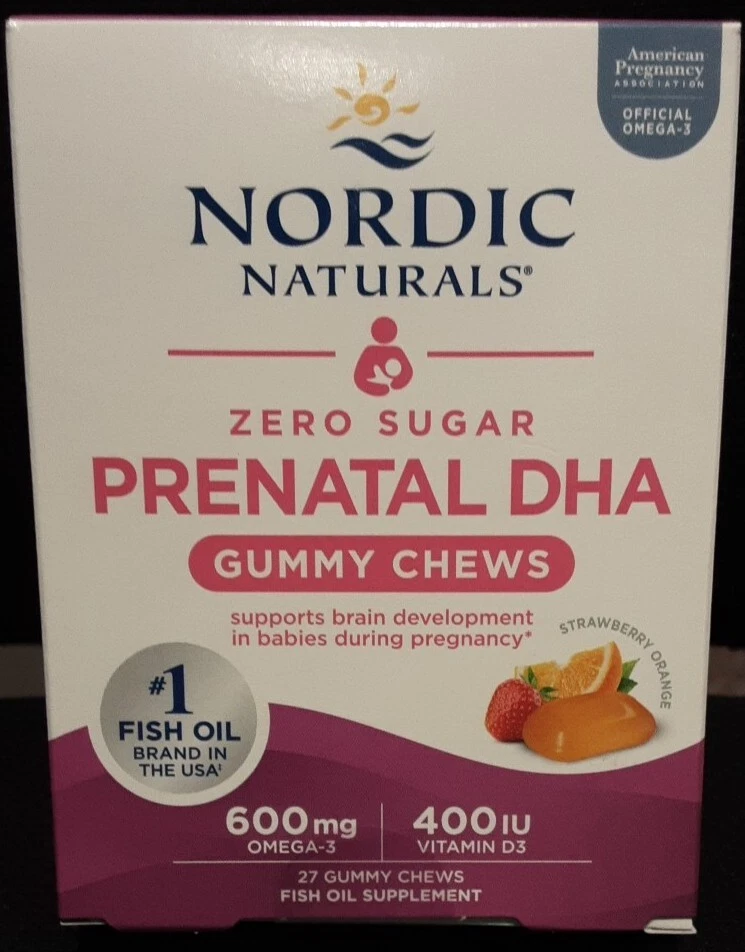 American
Pregnancy
ASSOCIATION
OFFICIAL
OMEGA-3
NORDIC
NATURALS®
ZERO SUGAR
PRENATAL DHA
GUMMY CHEWS
supports brain development
in babies during pregnancy*
STRAWBERRY ORANGE
#1
FISH OIL
BRAND IN
THE USA‡
600mg
OMEGA-3
400IU
VITAMIN D3
27 GUMMY CHEWS
FISH OIL SUPPLEMENT